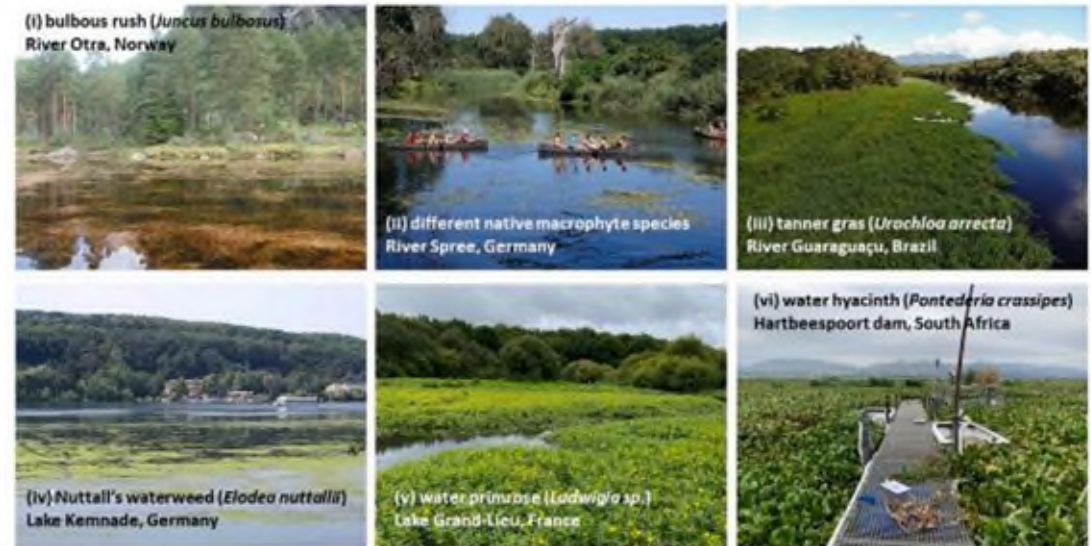 (i) bulbous rush (Juncus bulbosus)
River Otra, Norway
(ii) different native macrophyte species
River Spree, Germany
(iii) tanner gras (Urochloa arrecta)
River Guaraguaçu, Brazil
(iv) Nuttall's waterweed (Elodea nuttallii)
Lake Kemnade, Germany
(v) water primrose (Ludwigia sp.)
Lake Grand-Lieu, France
(vi) water hyacinth (Pontederia crassipes)
Hartbeespoort dam, South Africa